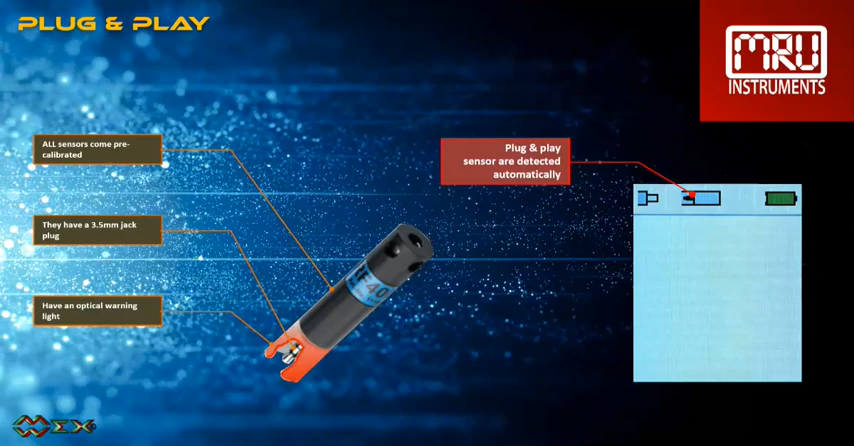 PLUG & PLAY
MRU
INSTRUMENTS
ALL sensors come pre-
calibrated
Plug & play
sensor are detected
automatically
They have a 3.5mm jack
plug
Have an optical warning
light